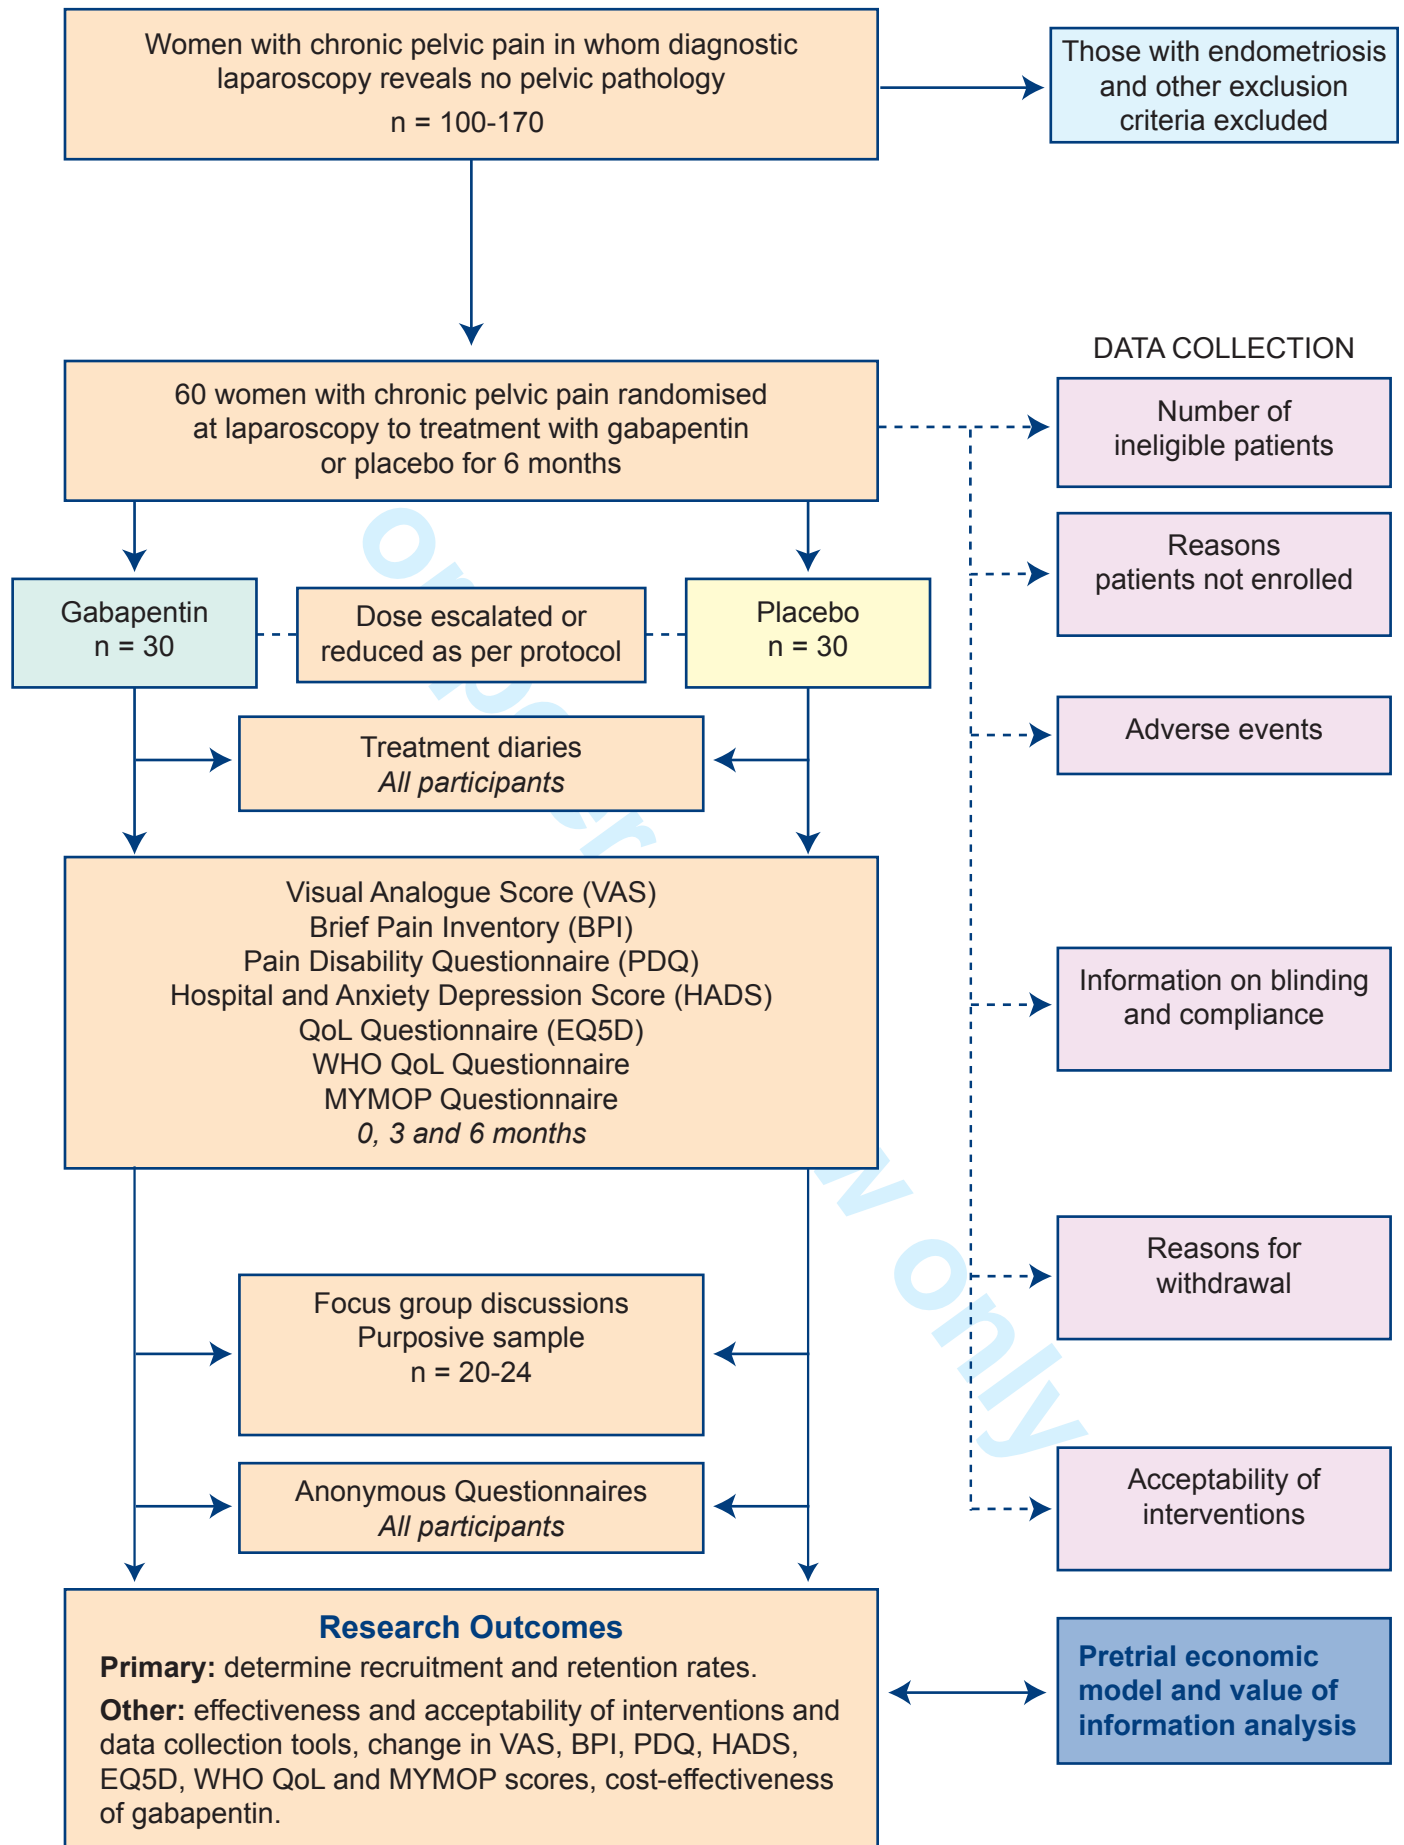 Women with chronic pelvic pain in whom diagnostic
laparoscopy reveals no pelvic pathology
n = 100-170
Those with endometriosis
and other exclusion
criteria excluded
60 women with chronic pelvic pain randomised
at laparoscopy to treatment with gabapentin
or placebo for 6 months
DATA COLLECTION
Number of
ineligible patients
Reasons
patients not enrolled
Gabapentin
n = 30
Dose escalated or
reduced as per protocol
Placebo
n = 30
Treatment diaries
All participants
Adverse events
Visual Analogue Score (VAS)
Brief Pain Inventory (BPI)
Pain Disability Questionnaire (PDQ)
Hospital and Anxiety Depression Score (HADS)
QoL Questionnaire (EQ5D)
WHO QoL Questionnaire
MYMOP Questionnaire
0, 3 and 6 months
Information on blinding
and compliance
Reasons for
withdrawal
Focus group discussions
Purposive sample
n = 20-24
Anonymous Questionnaires
All participants
Acceptability of
interventions
Research Outcomes
Primary: determine recruitment and retention rates.
Other: effectiveness and acceptability of interventions and
data collection tools, change in VAS, BPI, PDQ, HADS,
EQ5D, WHO QoL and MYMOP scores, cost-effectiveness
of gabapentin.
Pretrial economic
model and value of
information analysis
only